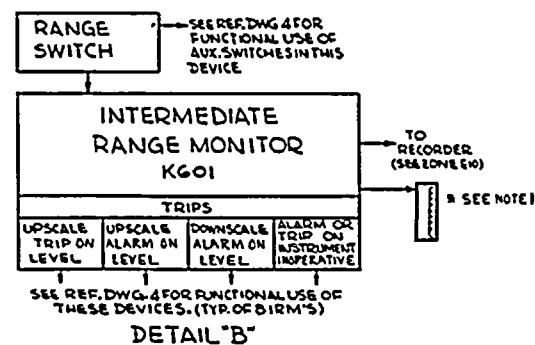 RANGE
SWITCH
SEE REF. DWG 4 FOR
FUNCTIONAL USE OF
AUX. SWITCHES IN THIS
DEVICE
INTERMEDIATE
RANGE MONITOR
K601
TO
RECORDER
(SEE ZONE E10)
* SEE NOTE 1
TRIPS
UPSCALE
TRIP ON
LEVEL
UPSCALE
ALARM ON
LEVEL
DOWNSCALE
ALARM ON
LEVEL
ALARM OR
TRIP ON
INSTRUMENT
INOPERATIVE
SEE REF. DWG. 4 FOR FUNCTIONAL USE OF
THESE DEVICES. (TYP. OF 8 IRM'S)
DETAIL "B"